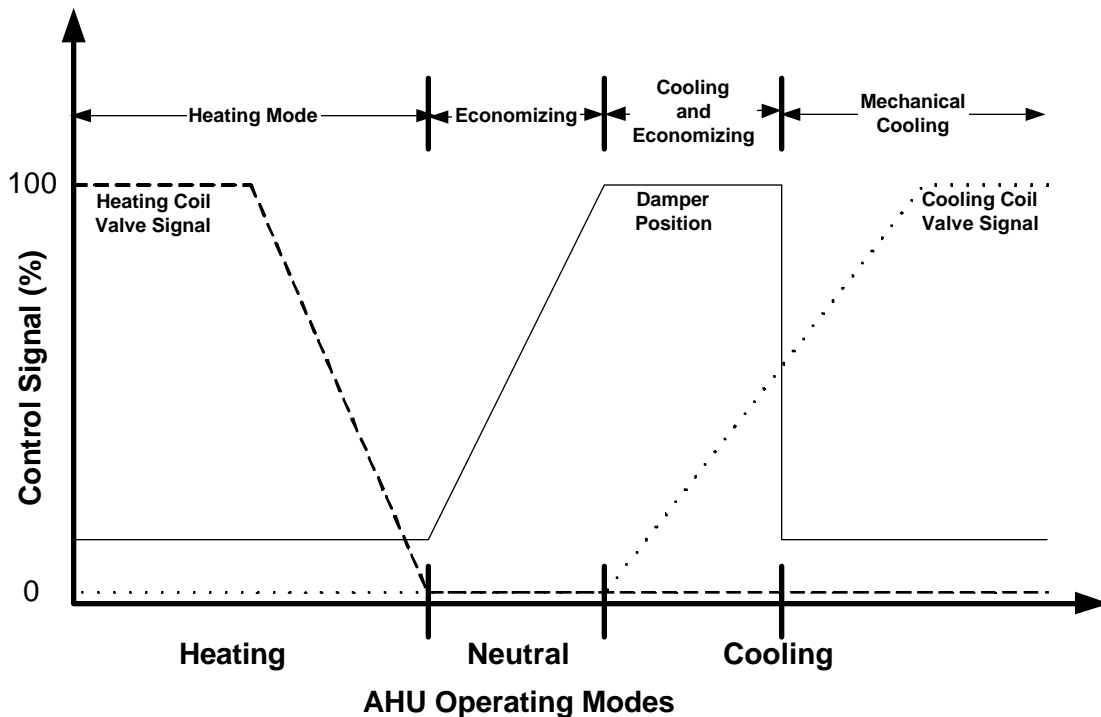 Cooling
and
Economizing
Mechanical
Cooling
Heating Mode
Economizing
100
Heating Coil
Valve Signal
Damper
Position
Cooling Coil
Valve Signal
Control Signal (%)
0
Heating
Neutral
Cooling
AHU Operating Modes